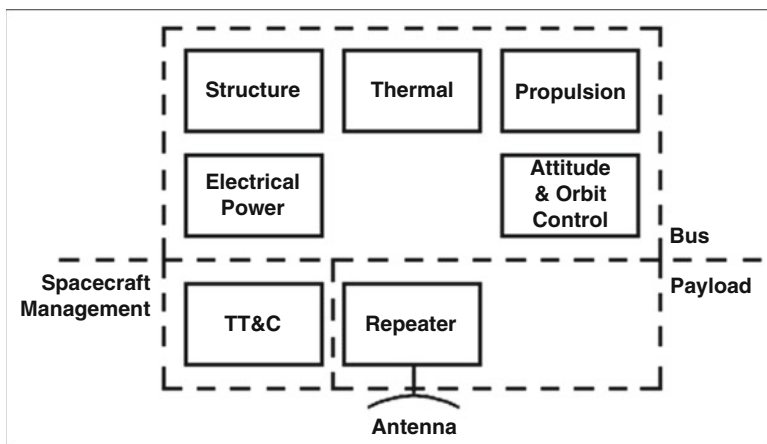 Structure
Thermal
Propulsion
Electrical
Power
Attitude
& Orbit
Control
Bus
Spacecraft
Management
Payload
TT&C
Repeater
Antenna